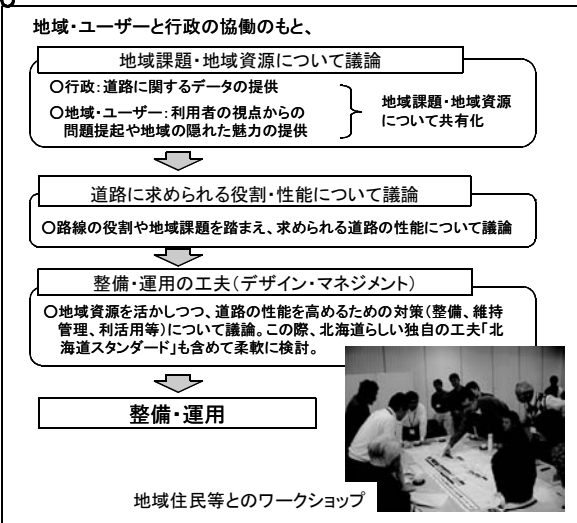 地域・ユーザーと行政の協働のもと、
地域課題・地域資源について議論
○行政：道路に関するデータの提供
○地域・ユーザー：利用者の視点からの
問題提起や地域の隠れた魅力の提供
地域課題・地域資源
について共有化
道路に求められる役割・性能について議論
○路線の役割や地域課題を踏まえ、求められる道路の性能について議論
整備・運用の工夫（デザイン・マネジメント）
○地域資源を活かしつつ、道路の性能を高めるための対策（整備、維持
管理、利活用等）について議論。この際、北海道らしい独自の工夫「北
海道スタンダード」も含めて柔軟に検討。
整備・運用
地域住民等とのワークショップ